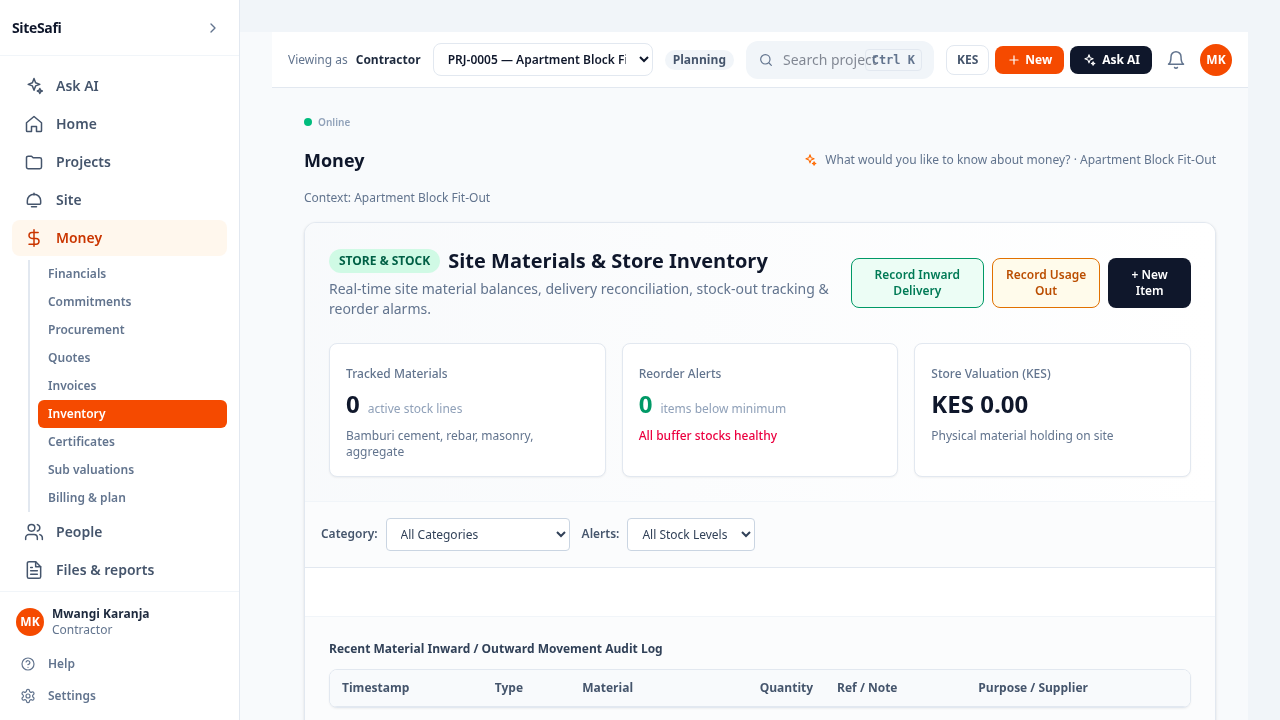 SiteSafi
Ask AI
Home
Projects
Site
Money
Financials
Commitments
Procurement
Quotes
Invoices
Inventory
Certificates
Sub valuations
Billing & plan
People
Files & reports
MK
Mwangi Karanja
Contractor
Help
Settings
Viewing as Contractor
PRJ-0005 — Apartment Block Fi
Planning
Search project
Ctrl K
KES
New
Ask AI
MK
Online
Money
What would you like to know about money? · Apartment Block Fit-Out
Context: Apartment Block Fit-Out
STORE & STOCK
Site Materials & Store Inventory
Real-time site material balances, delivery reconciliation, stock-out tracking &
reorder alarms.
Record Inward
Delivery
Record Usage
Out
+ New
Item
Tracked Materials
0 active stock lines
Bamburi cement, rebar, masonry,
aggregate
Reorder Alerts
0 items below minimum
All buffer stocks healthy
Store Valuation (KES)
KES 0.00
Physical material holding on site
Category: All Categories Alerts: All Stock Levels
Recent Material Inward / Outward Movement Audit Log
Timestamp Type Material Quantity Ref / Note Purpose / Supplier